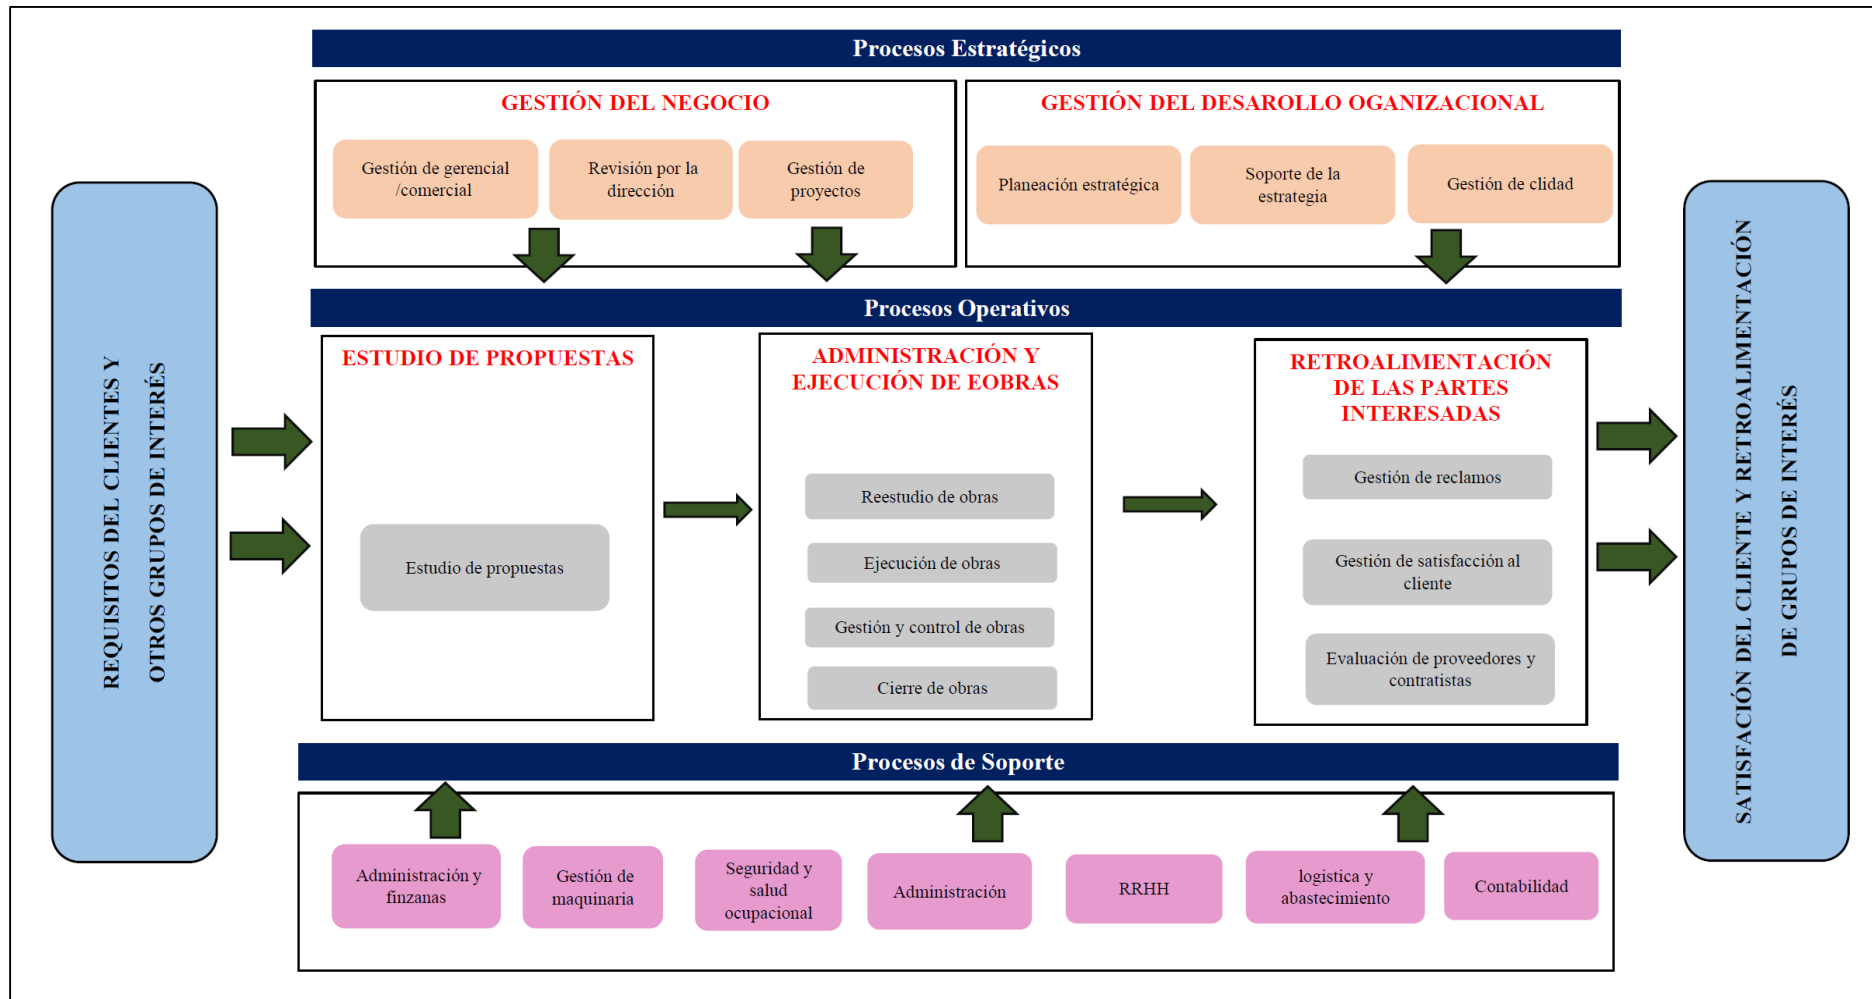 Procesos Estratégicos
GESTIÓN DEL NEGOCIO
Gestión de gerencial
/comercial
Revisión por la
dirección
Gestión de
proyectos
GESTIÓN DEL DESAROLLO OGANIZACIONAL
Planeación estratégica
Soporte de la
estrategia
Gestión de clidad
REQUISITOS DEL CLIENTES Y
OTROS GRUPOS DE INTERÉS
Procesos Operativos
ESTUDIO DE PROPUESTAS
Estudio de propuestas
ADMINISTRACIÓN Y
EJECUCIÓN DE EOBRAS
Reestudio de obras
Ejecución de obras
Gestión y control de obras
Cierre de obras
RETROALIMENTACIÓN
DE LAS PARTES
INTERESADAS
Gestión de reclamos
Gestión de satisfacción al
cliente
Evaluación de proveedores y
contratistas
SATISFACIÓN DEL CLIENTE Y RETROALIMENTACIÓN
DE GRUPOS DE INTERÉS
Procesos de Soporte
Administración y
finzanas
Gestión de
maquinaria
Seguridad y
salud
ocupacional
Administración
RRHH
logistica y
abastecimiento
Contabilidad